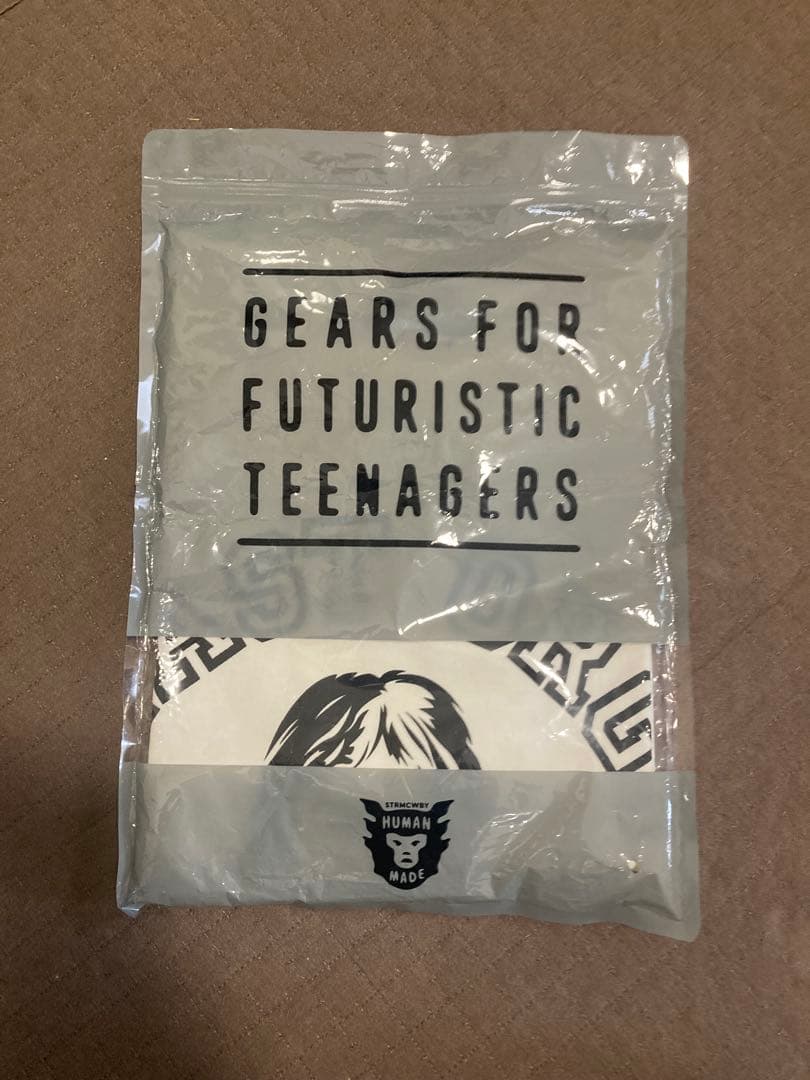 GEARS FOR
FUTURISTIC
TEENAGERS
STRMCWBY
HUMAN
MADE